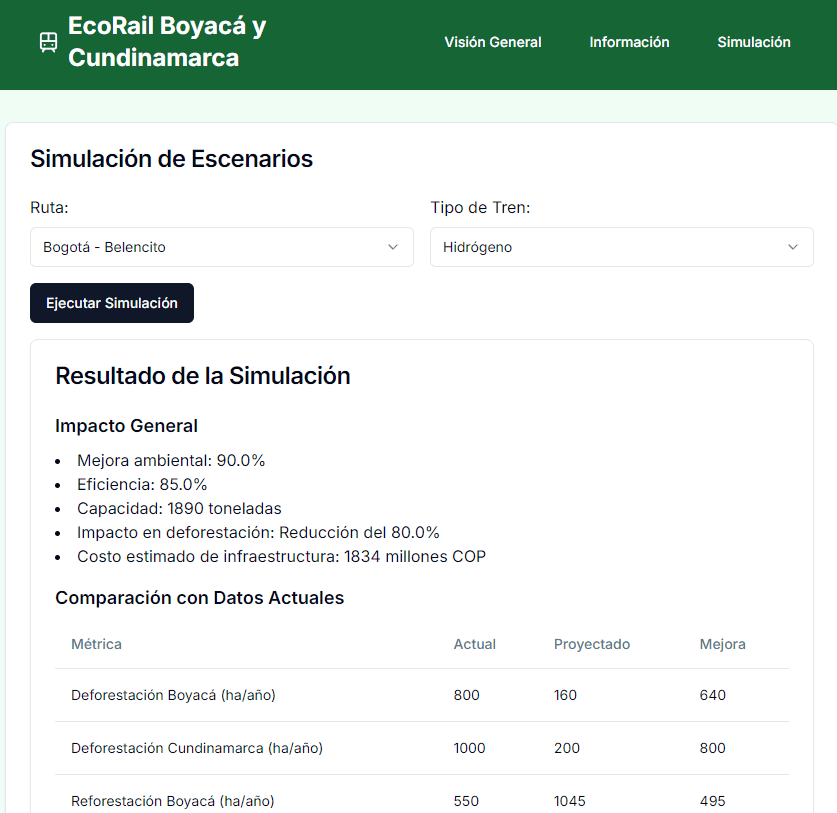 EcoRail Boyacá y
Cundinamarca
Visión General
Información
Simulación
Simulación de Escenarios
Ruta:
Tipo de Tren:
Bogotá - Belencito
Hidrógeno
Ejecutar Simulación
Resultado de la Simulación
Impacto General
• Mejora ambiental: 90.0%
• Eficiencia: 85.0%
• Capacidad: 1890 toneladas
• Impacto en deforestación: Reducción del 80.0%
• Costo estimado de infraestructura: 1834 millones COP
Comparación con Datos Actuales
Métrica Actual Proyectado Mejora
Deforestación Boyacá (ha/año) 800 160 640
Deforestación Cundinamarca (ha/año) 1000 200 800
Reforestación Boyacá (ha/año) 550 1045 495